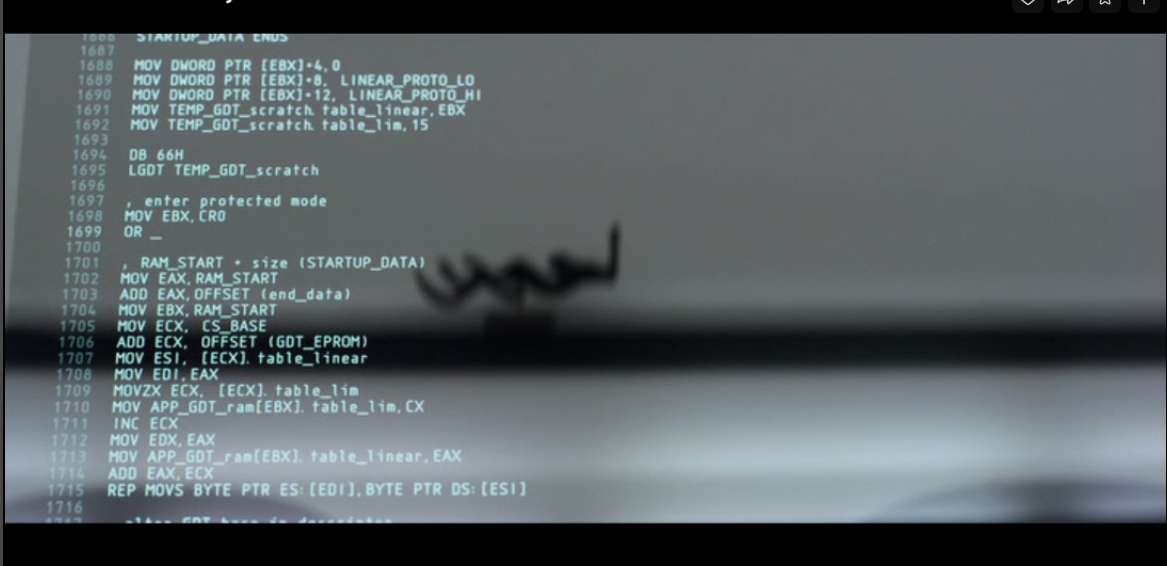 1686 STARTUP_DATA ENDS
1687
1688 MOV DWORD PTR [EBX]+4,0
1689 MOV DWORD PTR [EBX]+8, LINEAR_PROTO_LO
1690 MOV DWORD PTR [EBX]+12, LINEAR_PROTO_HI
1691 MOV TEMP_GDT_scratch. table_linear,EBX
1692 MOV TEMP_GDT_scratch. table_lim,15
1693
1694 DB 66H
1695 LGDT TEMP_GDT_scratch
1696
1697 , enter protected mode
1698 MOV EBX,CR0
1699 OR _
1700
1701 , RAM_START + size (STARTUP_DATA)
1702 MOV EAX,RAM_START
1703 ADD EAX,OFFSET (end_data)
1704 MOV EBX,RAM_START
1705 MOV ECX, CS_BASE
1706 ADD ECX, OFFSET (GDT_EPROM)
1707 MOV ESI, [ECX]. table_linear
1708 MOV EDI,EAX
1709 MOVZX ECX, [ECX]. table_lim
1710 MOV APP_GDT_ram[EBX]. table_lim,CX
1711 INC ECX
1712 MOV EDX,EAX
1713 MOV APP_GDT_ram[EBX]. table_linear,EAX
1714 ADD EAX,ECX
1715 REP MOVS BYTE PTR ES:[EDI],BYTE PTR DS:[ESI]
1716